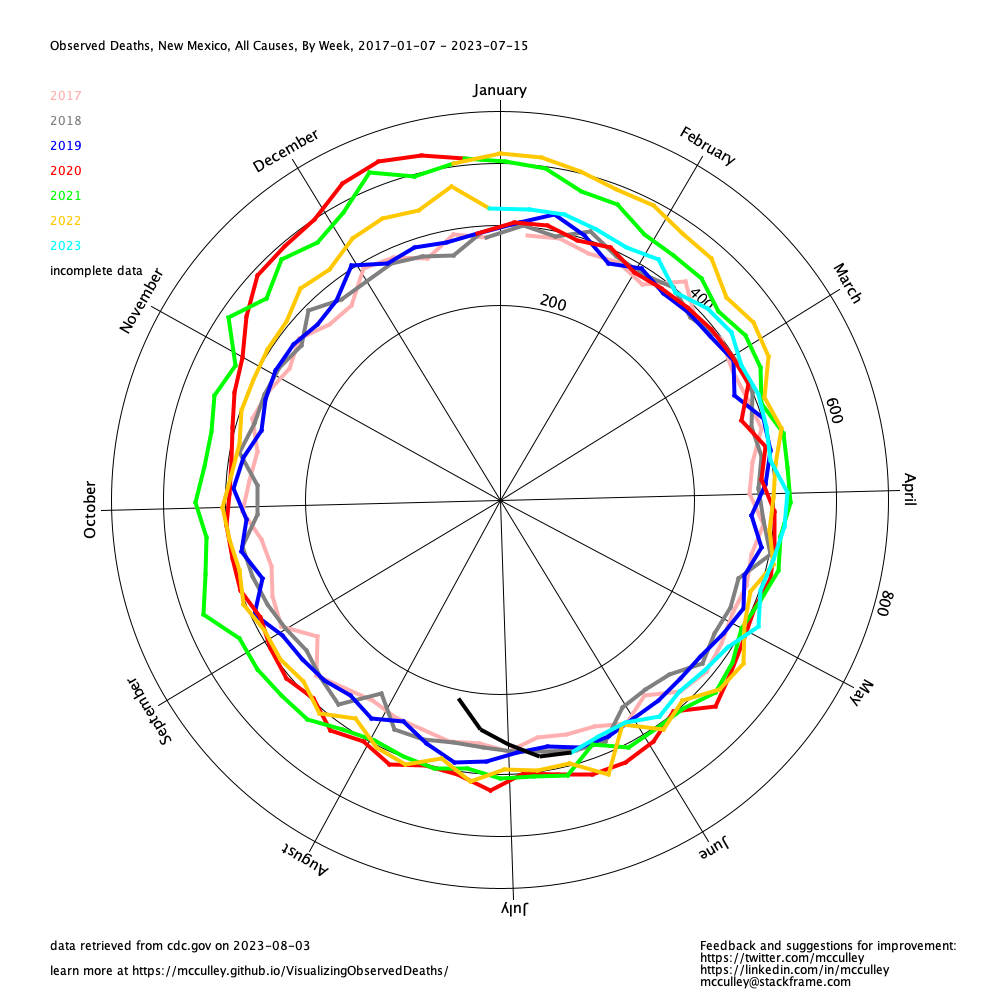 Observed Deaths, New Mexico, All Causes, By Week, 2017-01-07 - 2023-07-15
January
2017
2018
2019
2020
2021
2022
2023
incomplete data
December
February
November
March
200
400
600
October
April
800
September
May
August
June
July
data retrieved from cdc.gov on 2023-08-03
learn more at https://mcculley.github.io/VisualizingObservedDeaths/
Feedback and suggestions for improvement:
https://twitter.com/mcculley
https://linkedin.com/in/mcculley
mcculley@stackframe.com